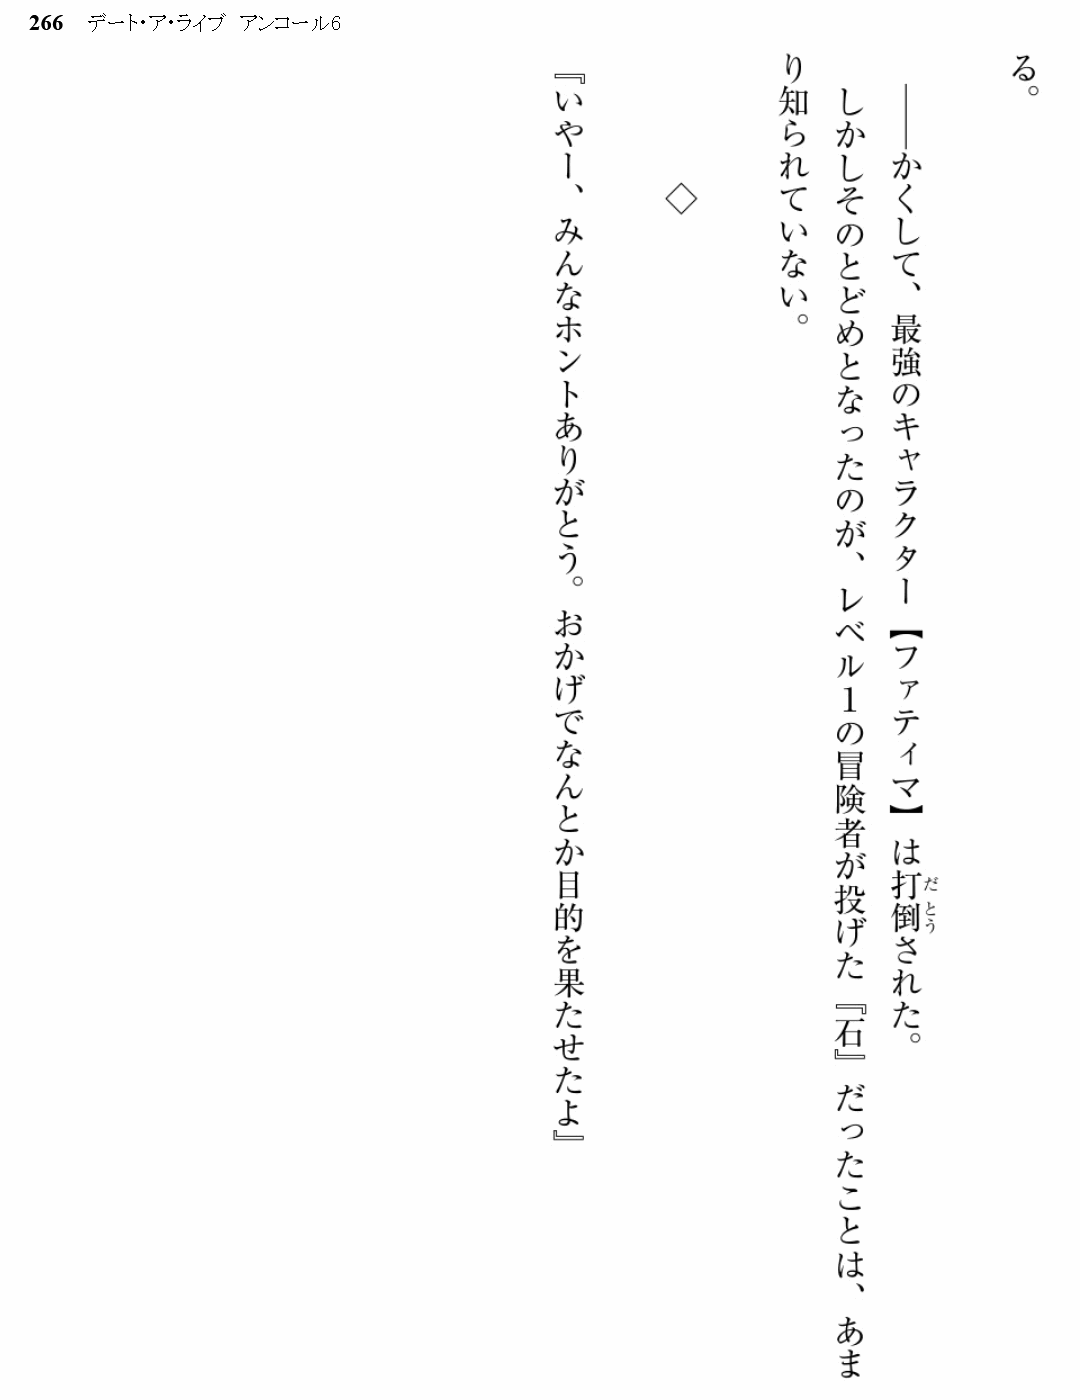 266 デート・ア・ライブ アンコール6
る。
――かくして、最強のキャラクター【ファティマ】は打倒された。
だとう
しかしそのとどめとなったのが、レベル1の冒険者が投げた『石』だったことは、あま
り知られていない。
◇
『いやー、みんなホントありがとう。おかげでなんとか目的を果たせたよ』